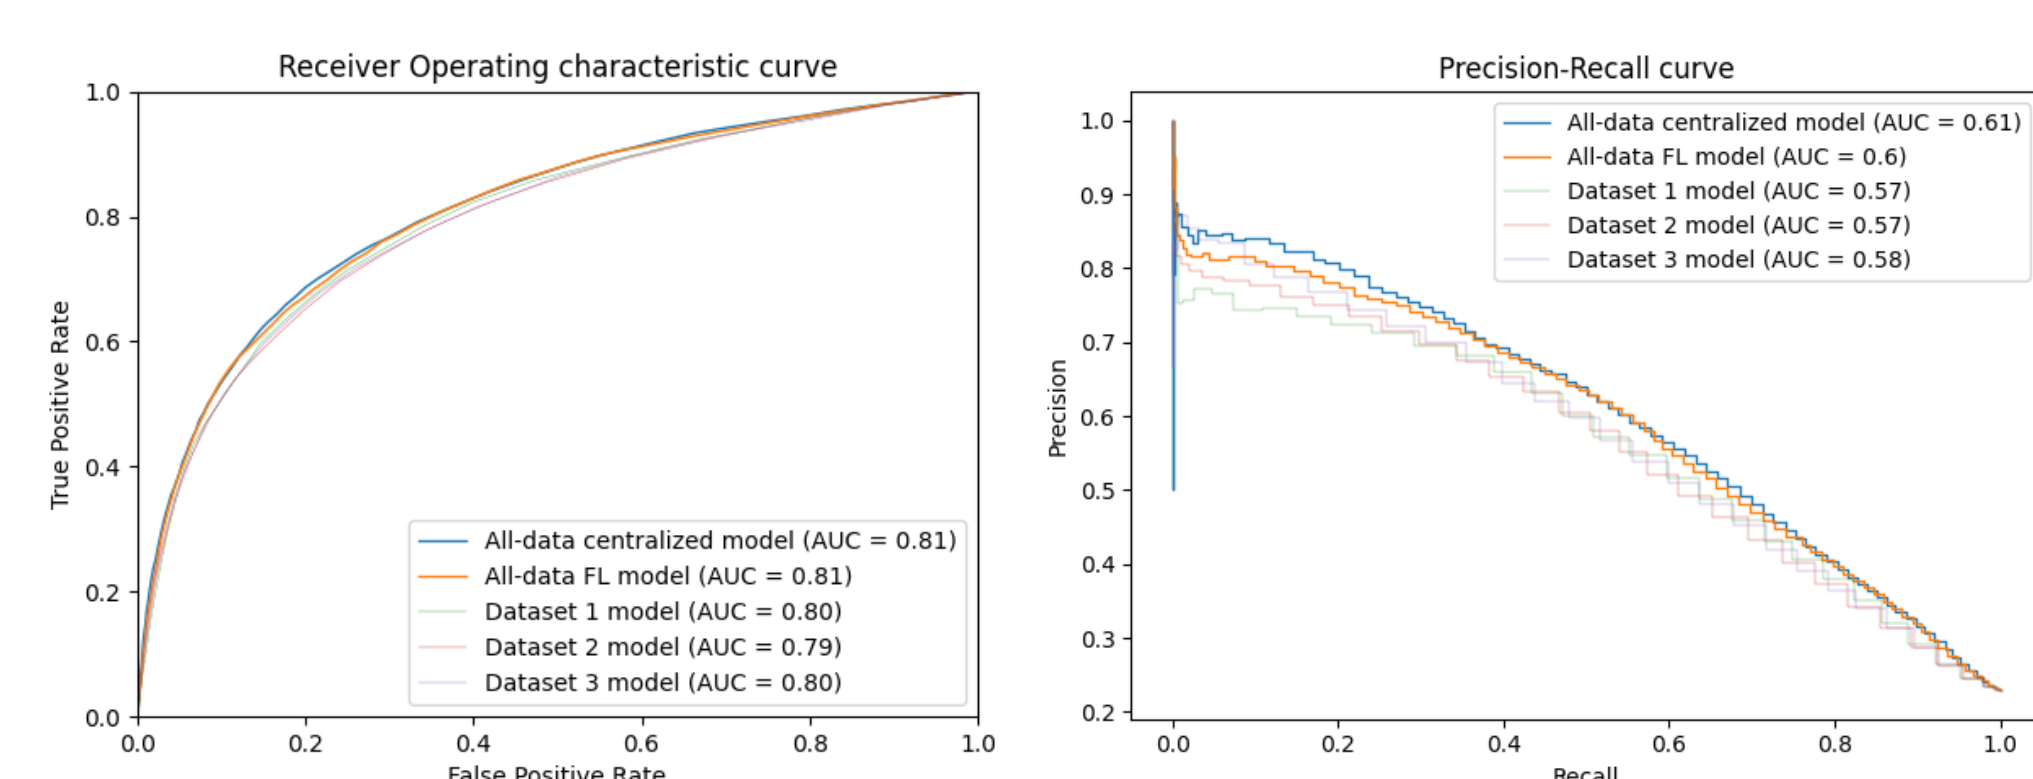 Receiver Operating characteristic curve
True Positive Rate
1.0
0.8
0.6
0.4
0.2
0.0
All-data centralized model (AUC = 0.81)
All-data FL model (AUC = 0.81)
Dataset 1 model (AUC = 0.80)
Dataset 2 model (AUC = 0.79)
Dataset 3 model (AUC = 0.80)
0.0 0.2 0.4 0.6 0.8 1.0
False Positive Rate
Precision-Recall curve
Precision
1.0
0.9
0.8
0.7
0.6
0.5
0.4
0.3
0.2
All-data centralized model (AUC = 0.61)
All-data FL model (AUC = 0.6)
Dataset 1 model (AUC = 0.57)
Dataset 2 model (AUC = 0.57)
Dataset 3 model (AUC = 0.58)
0.0 0.2 0.4 0.6 0.8 1.0
Recall